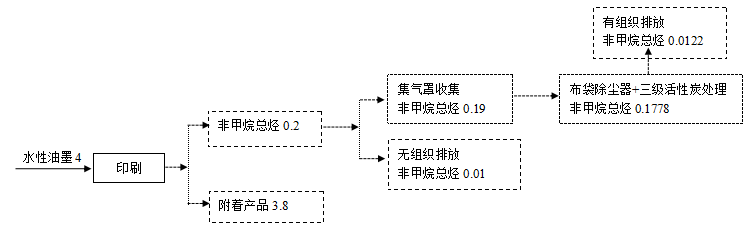 有组织排放
非甲烷总烃 0.0122
集气罩收集
非甲烷总烃 0.19
布袋除尘器+三级活性炭处理
非甲烷总烃 0.1778
非甲烷总烃 0.2
水性油墨 4
印刷
无组织排放
非甲烷总烃 0.01
附着产品 3.8